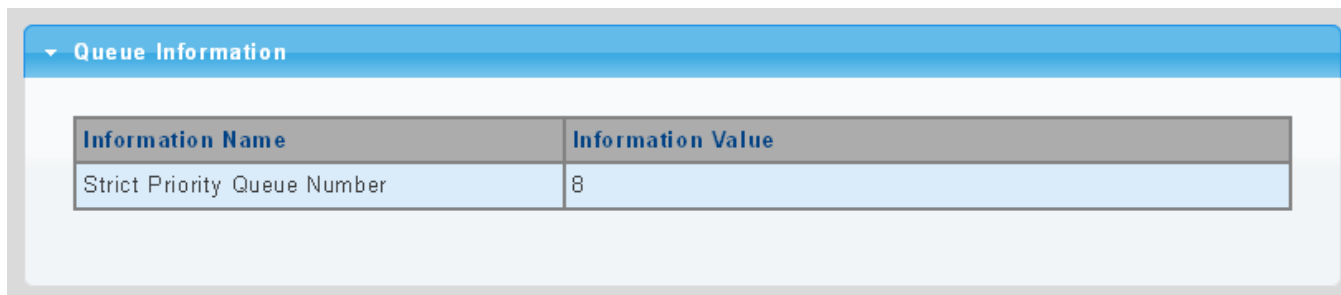 Queue Information
Information Name Information Value
Strict Priority Queue Number 8